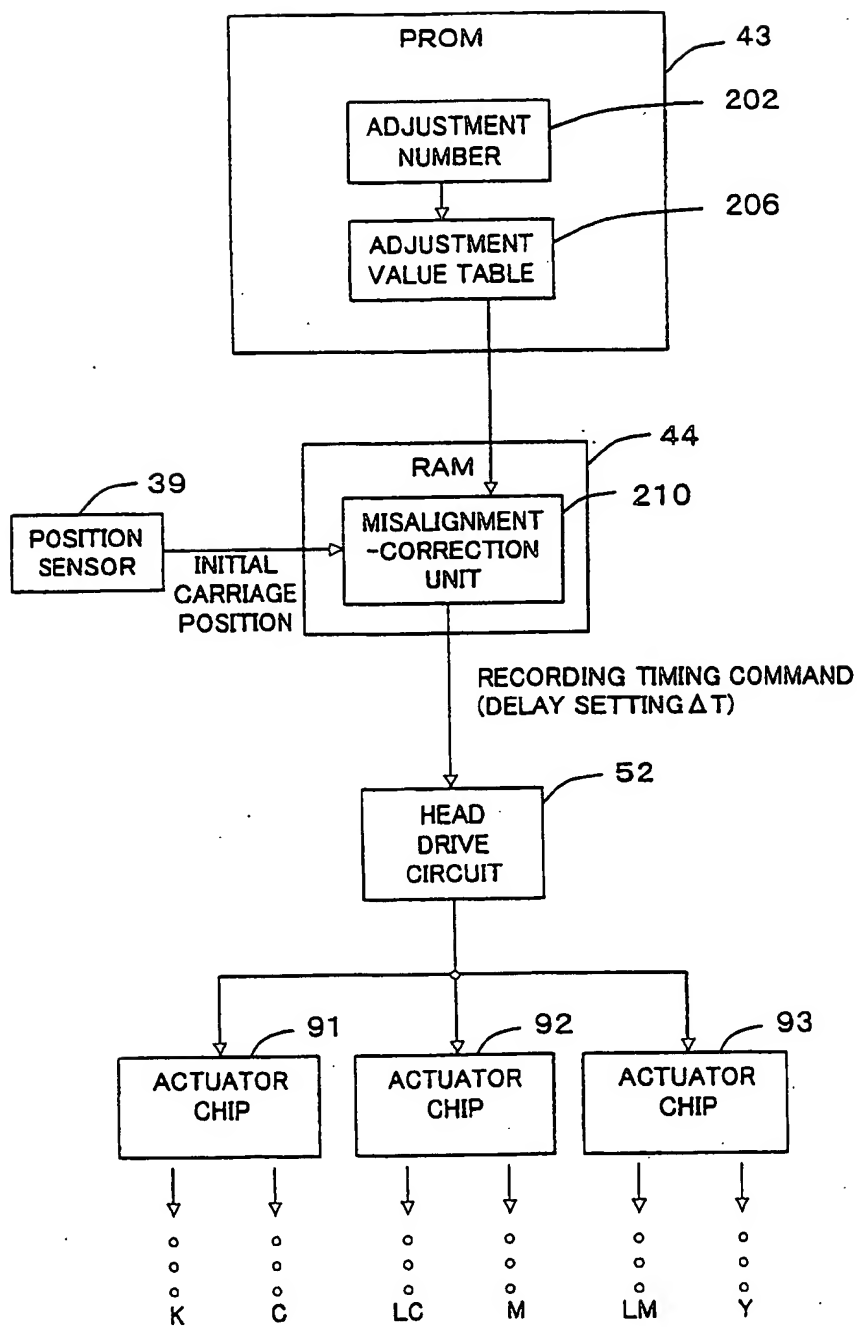 PROM
43
202
ADJUSTMENT
NUMBER
206
ADJUSTMENT
VALUE TABLE
44
RAM
39
210
POSITION
SENSOR
INITIAL
CARRIAGE
POSITION
MISALIGNMENT
-CORRECTION
UNIT
RECORDING TIMING COMMAND
(DELAY SETTING ΔT)
52
HEAD
DRIVE
CIRCUIT
91
92
93
ACTUATOR
CHIP
ACTUATOR
CHIP
ACTUATOR
CHIP
K C LC M LM Y